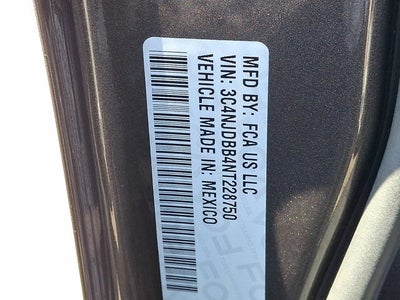 MFD BY: FCA US LLC
VIN: 3C4NJDBB4NT228750
VEHICLE MADE IN: MEXICO